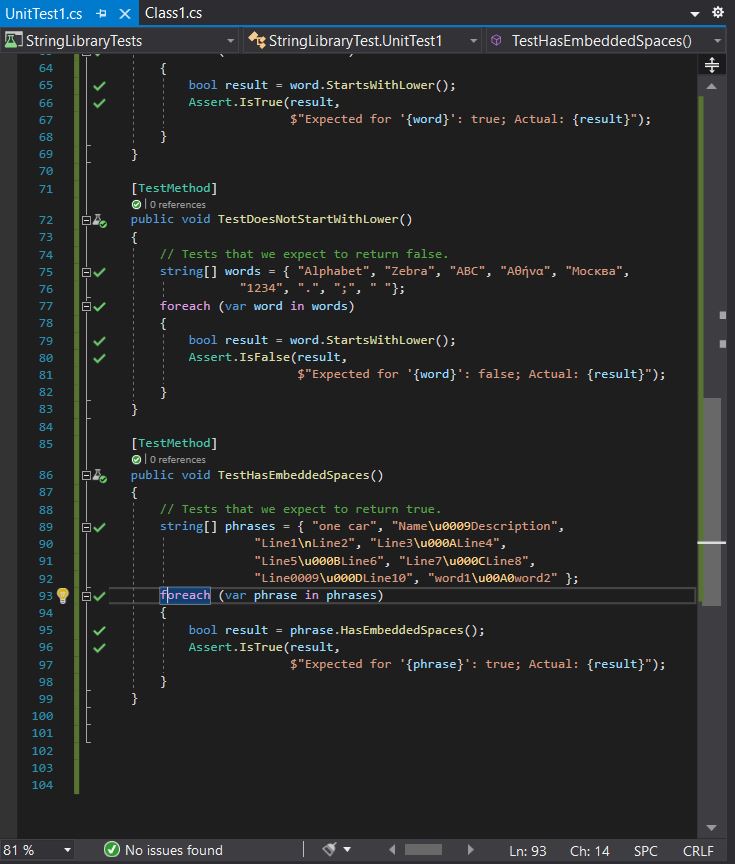 UnitTest1.cs
Class1.cs
StringLibraryTests
StringLibraryTest.UnitTest1
TestHasEmbeddedSpaces()
64 {
65 bool result = word.StartsWithLower();
66 Assert.IsTrue(result,
67 $"Expected for '{word}': true; Actual: {result}");
68 }
69 }
70
71 [TestMethod]
0 references
72 public void TestDoesNotStartWithLower()
73 {
74 // Tests that we expect to return false.
75 string[] words = { "Alphabet", "Zebra", "ABC", "Αθήνα", "Москва",
76 "1234", ".", ";", " "};
77 foreach (var word in words)
78 {
79 bool result = word.StartsWithLower();
80 Assert.IsFalse(result,
81 $"Expected for '{word}': false; Actual: {result}");
82 }
83 }
84
85 [TestMethod]
0 references
86 public void TestHasEmbeddedSpaces()
87 {
88 // Tests that we expect to return true.
89 string[] phrases = { "one car", "Name\u0009Description",
90 "Line1\nLine2", "Line3\u000ALine4",
91 "Line5\u000BLine6", "Line7\u000CLine8",
92 "Line0009\u000DLine10", "word1\u00A0word2" };
93 foreach (var phrase in phrases)
94 {
95 bool result = phrase.HasEmbeddedSpaces();
96 Assert.IsTrue(result,
97 $"Expected for '{phrase}': true; Actual: {result}");
98 }
99 }
100
101
102
103
104
81 % No issues found Ln: 93 Ch: 14 SPC CRLF